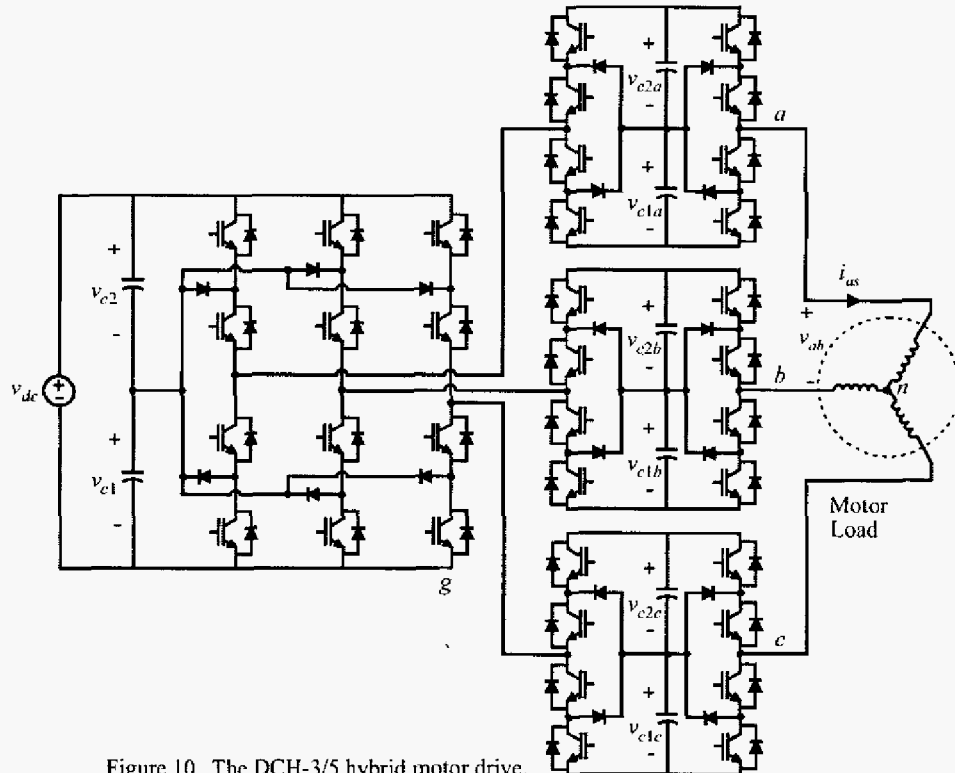 +
v_c2a
-
+
v_c1a
-
a
+
v_c2
-
v_dc
+
-
+
v_c1
-
g
+
v_c2b
-
+
v_c1b
-
b
i_as
+
v_ab
-
n
Motor
Load
+
v_c2c
-
+
v_c1c
-
c
Figure 10. The DCH-3/5 hybrid motor drive